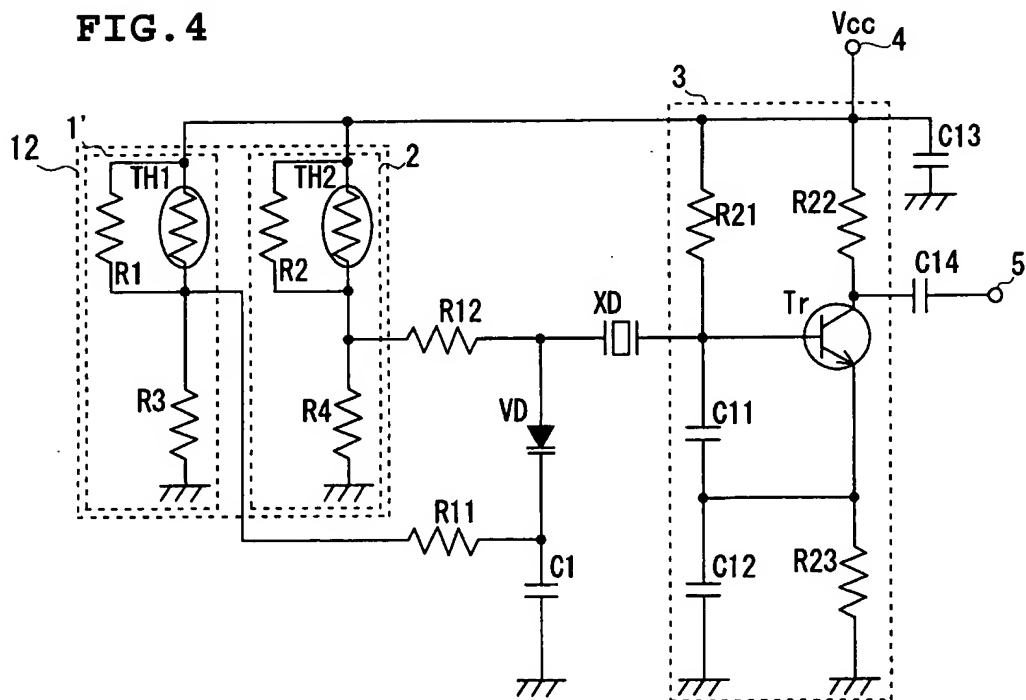 FIG.4
Vcc
4
3
1'
12
2
TH1
TH2
C13
R21
R22
R1
R2
C14
5
R12
XD
Tr
R3
R4
VD
C11
R11
C1
C12
R23